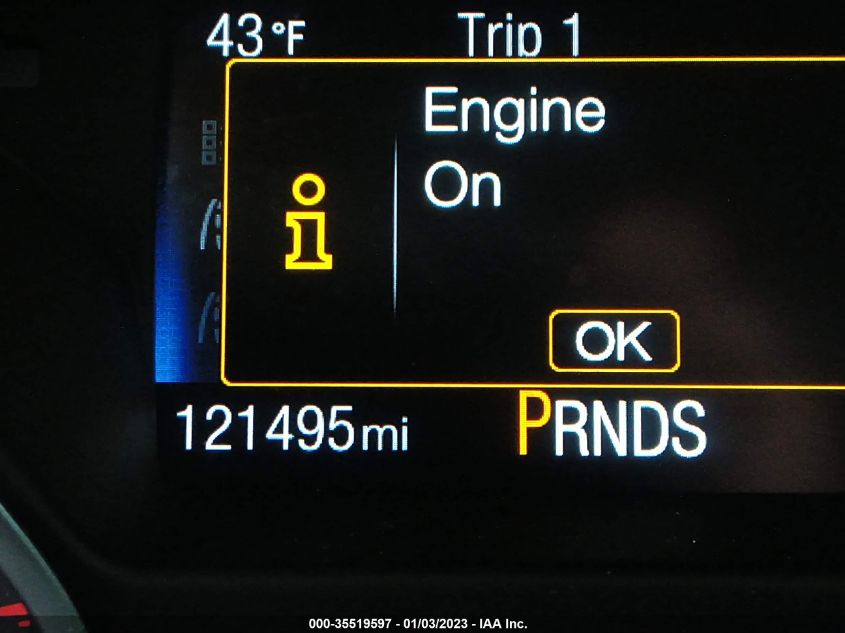 43°F Trip 1
Engine
On
OK
121495 mi PRNDS
000-35519597 - 01/03/2023 - IAA Inc.